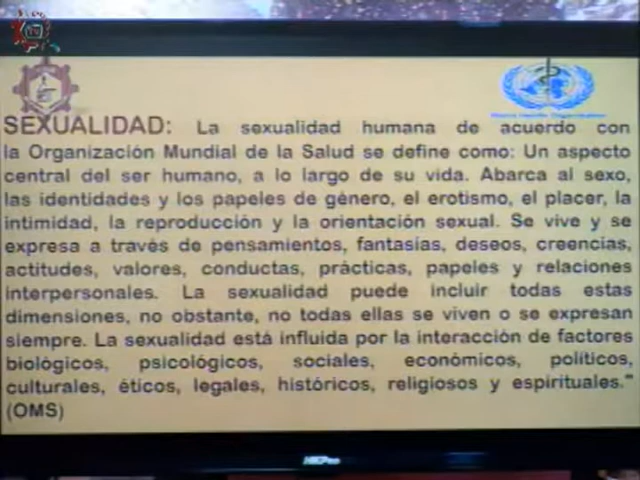 SEXUALIDAD: La sexualidad humana de acuerdo con
la Organización Mundial de la Salud se define como: Un aspecto
central del ser humano, a lo largo de su vida. Abarca al sexo,
las identidades y los papeles de género, el erotismo, el placer, la
intimidad, la reproducción y la orientación sexual. Se vive y se
expresa a través de pensamientos, fantasías, deseos, creencias,
actitudes, valores, conductas, prácticas, papeles y relaciones
interpersonales. La sexualidad puede incluir todas estas
dimensiones, no obstante, no todas ellas se viven o se expresan
siempre. La sexualidad está influida por la interacción de factores
biológicos, psicológicos, sociales, económicos, políticos,
culturales, éticos, legales, históricos, religiosos y espirituales."
(OMS)